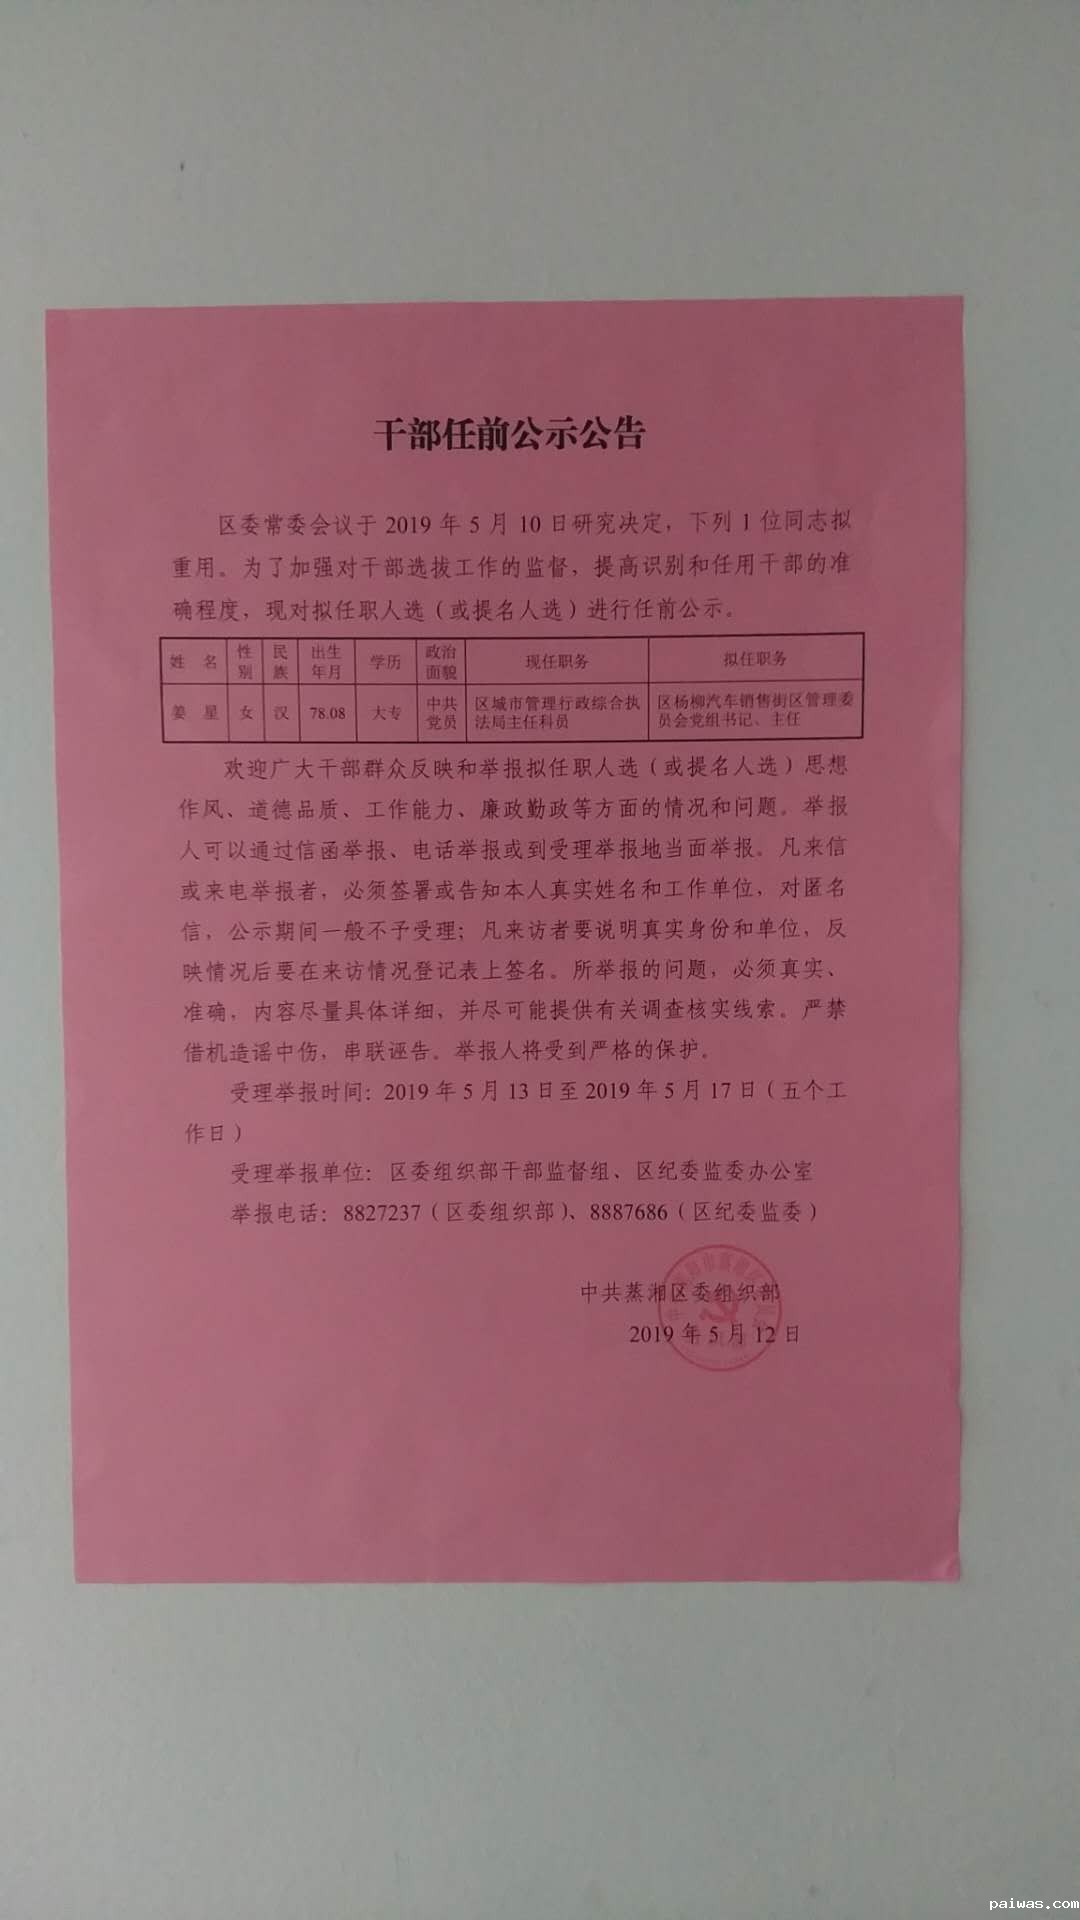 干部任前公示公告
区委常委会议于 2019 年 5 月 10 日研究决定，下列 1 位同志拟
重用。为了加强对干部选拔工作的监督，提高识别和任用干部的准
确程度，现对拟任职人选（或提名人选）进行任前公示。
姓 名 性别 民族 出生年月 学历 政治面貌 现任职务 拟任职务
姜 星 女 汉 78.08 大专 中共党员 区城市管理行政综合执法局主任科员 区杨柳汽车销售街区管理委员会党组书记、主任
欢迎广大干部群众反映和举报拟任职人选（或提名人选）思想
作风、道德品质、工作能力、廉政勤政等方面的情况和问题。举报
人可以通过信函举报、电话举报或到受理举报地当面举报。凡来信
或来电举报者，必须签署或告知本人真实姓名和工作单位，对匿名
信，公示期间一般不予受理；凡来访者要说明真实身份和单位，反
映情况后要在来访情况登记表上签名。所举报的问题，必须真实、
准确，内容尽量具体详细，并尽可能提供有关调查核实线索。严禁
借机造谣中伤，串联诬告。举报人将受到严格的保护。
受理举报时间：2019 年 5 月 13 日至 2019 年 5 月 17 日（五个工
作日）
受理举报单位：区委组织部干部监督组、区纪委监委办公室
举报电话：8827237（区委组织部）、8887686（区纪委监委）
中共蒸湘区委组织部
2019 年 5 月 12 日
paiwas.com